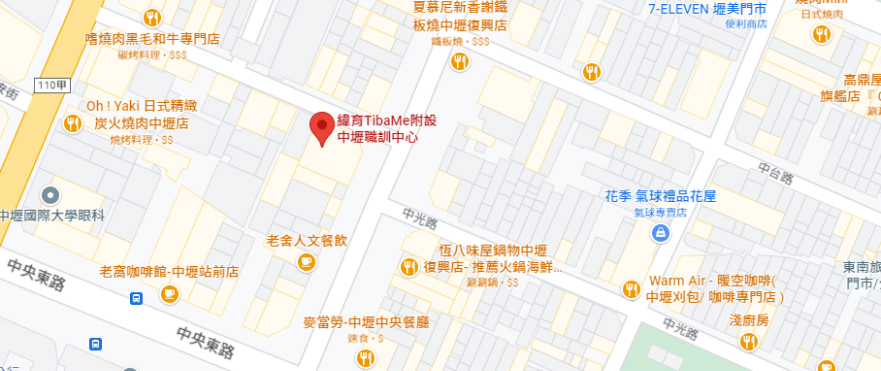 夏慕尼新香榭鐵
板燒中壢復興店
鐵板燒・$$$
7-ELEVEN 壢美門市
便利商店
日式燒肉
嗜燒肉黑毛和牛專門店
碳烤料理・$$$
110甲
高鼎屋
旗艦店『
Oh ! Yaki 日式精緻
炭火燒肉中壢店
燒烤料理・$$
緯育TibaMe附設
中壢職訓中心
中台路
花季 氣球禮品花屋
氣球專賣店
中壢國際大學眼科
中光路
老舍人文餐飲
恆八味屋鍋物中壢
復興店- 推薦火鍋海鮮...
涮涮鍋・$$
中央東路
老窩咖啡館-中壢站前店
東南旅
門市/
Warm Air - 暖空咖啡(
中壢刈包/ 咖啡專門店 )
麥當勞-中壢中央餐廳
速食・$
中央東路
中光路
淺廚房